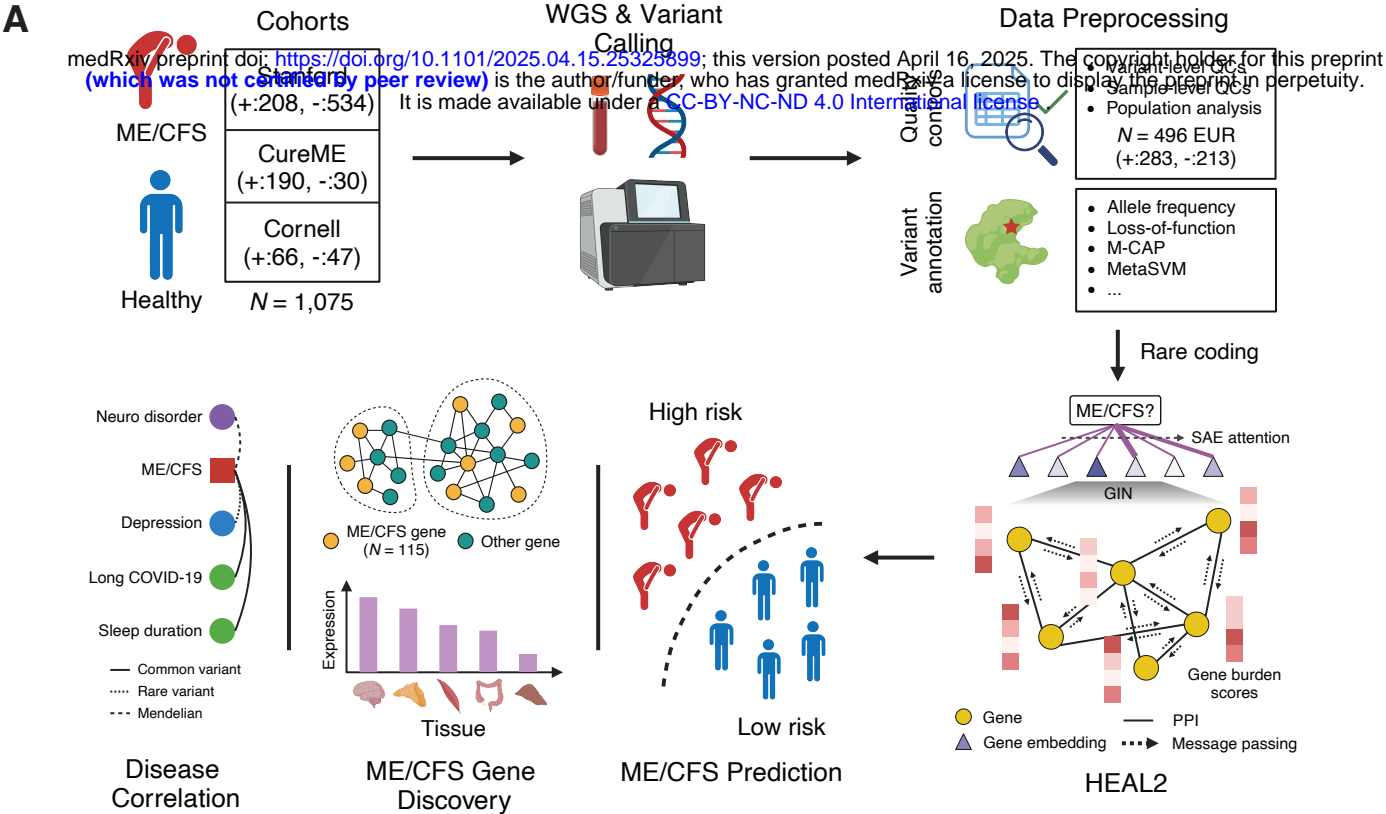 A
Cohorts
WGS & Variant
Calling
Data Preprocessing
medRxiv preprint doi: https://doi.org/10.1101/2025.04.15.25325899; this version posted April 16, 2025. The copyright holder for this preprint
(which was not certified by peer review) is the author/funder, who has granted medRxiv a license to display the preprint in perpetuity.
It is made available under a CC-BY-NC-ND 4.0 International license .
ME/CFS
Healthy
Stanford
(+:208, -:534)
CureME
(+:190, -:30)
Cornell
(+:66, -:47)
N = 1,075
Quality
• Variant-level QCs
• Sample-level QCs
• Population analysis
N = 496 EUR
(+:283, -:213)
Variant
annotation
• Allele frequency
• Loss-of-function
• M-CAP
• MetaSVM
• ...
Rare coding
ME/CFS?
SAE attention
GIN
Gene burden
scores
Gene
PPI
Gene embedding
Message passing
HEAL2
High risk
Low risk
ME/CFS Prediction
ME/CFS gene
(N = 115)
Other gene
Expression
Tissue
ME/CFS Gene
Discovery
Neuro disorder
ME/CFS
Depression
Long COVID-19
Sleep duration
Common variant
Rare variant
Mendelian
Disease
Correlation